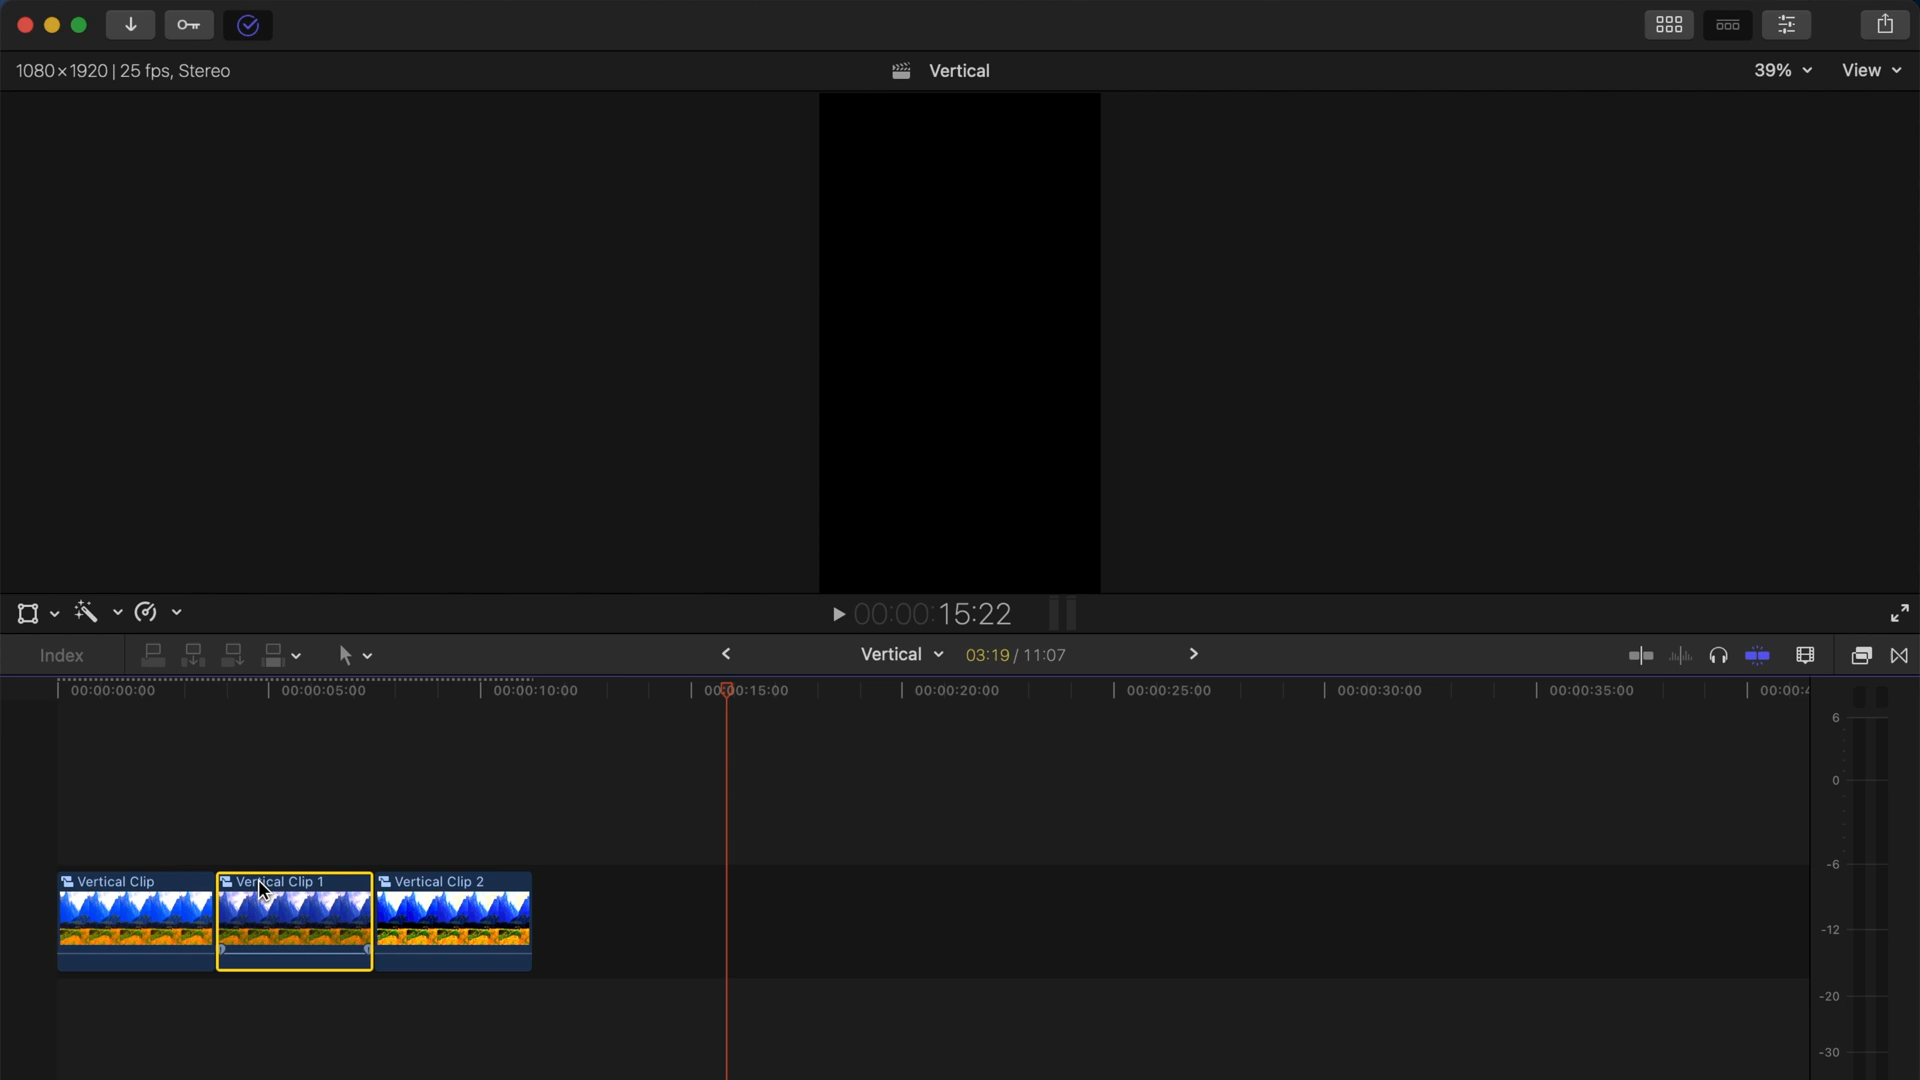 1080×1920 | 25 fps, Stereo
Vertical
39%
View
00:00:15:22
Index
Vertical
03:19 / 11:07
00:00:00:00
00:00:05:00
00:00:10:00
00:00:15:00
00:00:20:00
00:00:25:00
00:00:30:00
00:00:35:00
6
0
-6
-12
-20
-30
Vertical Clip
Vertical Clip 1
Vertical Clip 2